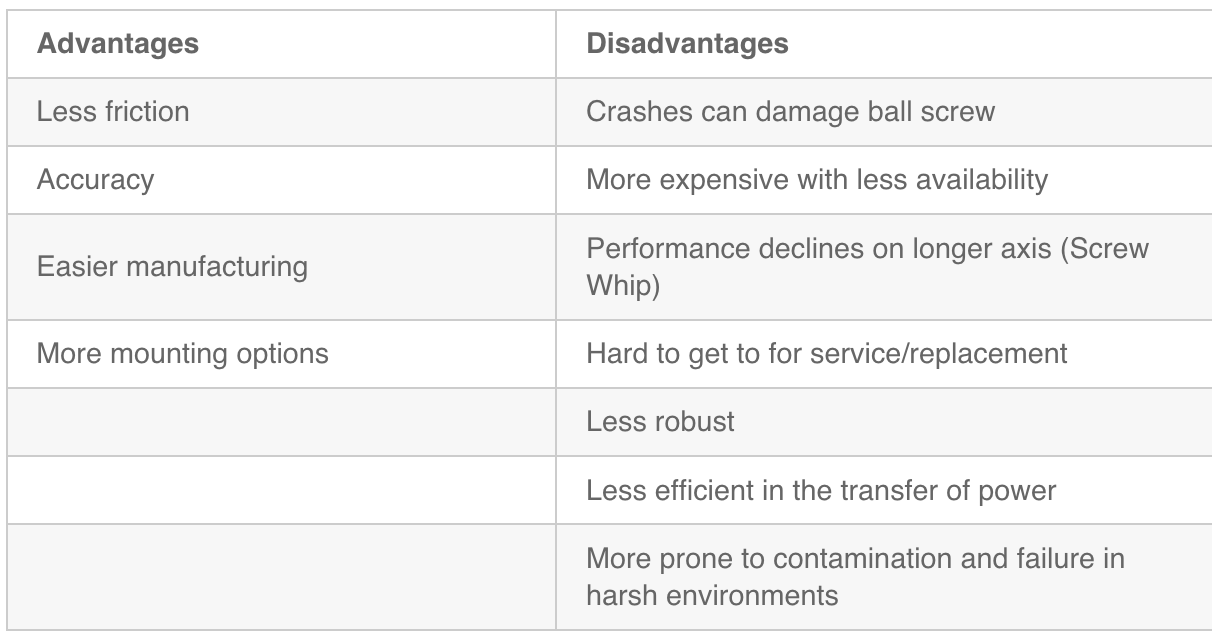 Advantages
Disadvantages
Less friction
Crashes can damage ball screw
Accuracy
More expensive with less availability
Easier manufacturing
Performance declines on longer axis (Screw
Whip)
More mounting options
Hard to get to for service/replacement
Less robust
Less efficient in the transfer of power
More prone to contamination and failure in
harsh environments